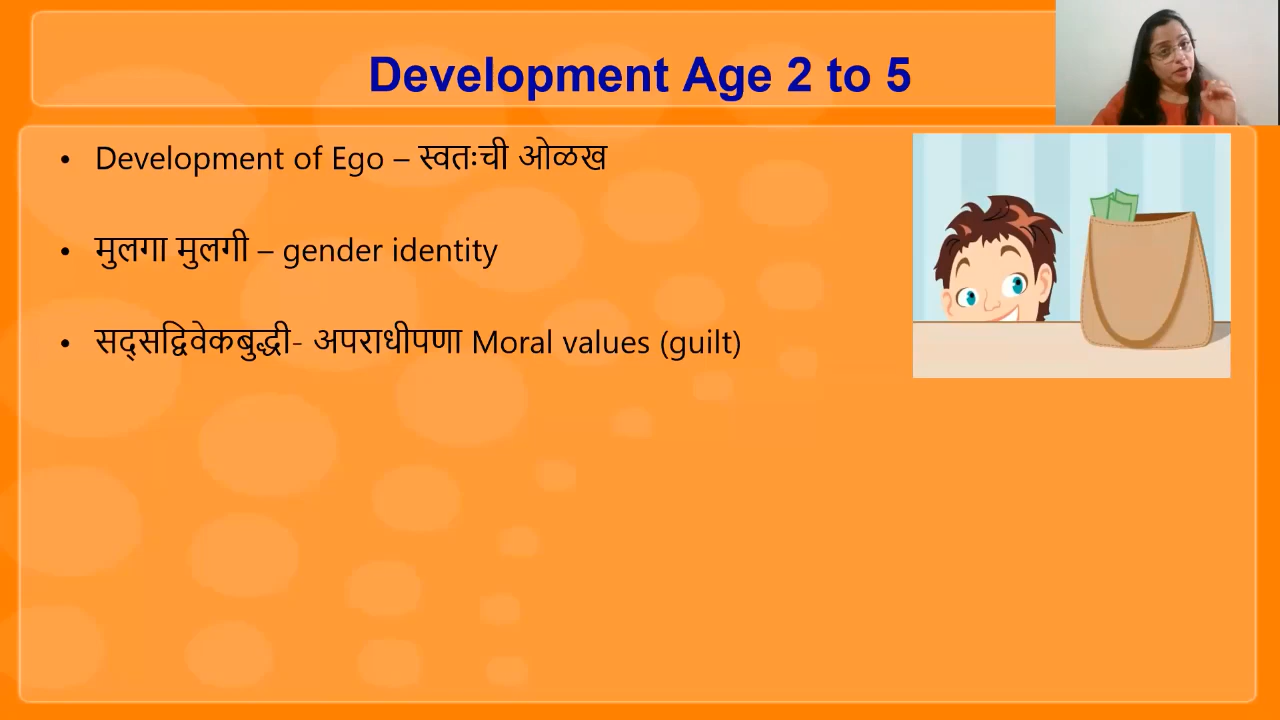 Development Age 2 to 5
• Development of Ego – स्वतःची ओळख
• मुलगा मुलगी – gender identity
• सद्सद्विवेकबुद्धी- अपराधीपणा Moral values (guilt)